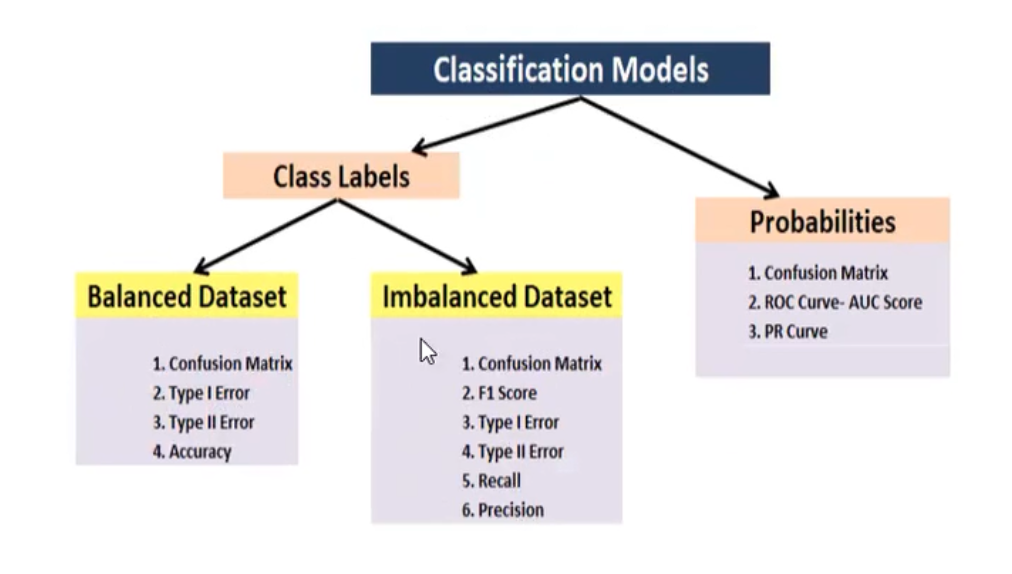 Classification Models
Class Labels
Probabilities
1. Confusion Matrix
2. ROC Curve- AUC Score
3. PR Curve
Balanced Dataset
1. Confusion Matrix
2. Type I Error
3. Type II Error
4. Accuracy
Imbalanced Dataset
1. Confusion Matrix
2. F1 Score
3. Type I Error
4. Type II Error
5. Recall
6. Precision